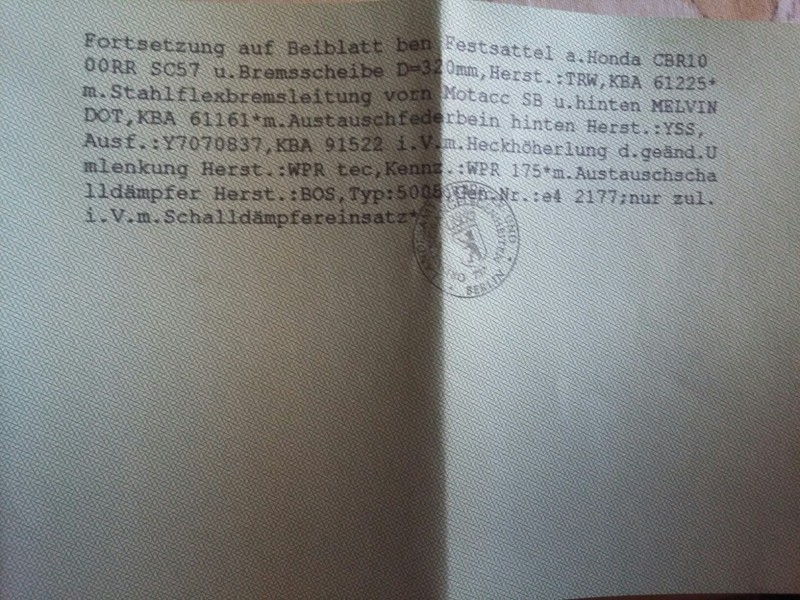 Fortsetzung auf Beiblatt ben Festsattel a.Honda CBR10
00RR SC57 u.Bremsscheibe D=320mm,Herst.:TRW,KBA 61225*
m.Stahlflexbremsleitung vorn Motacc SB u.hinten MELVIN
DOT,KBA 61161*m.Austauschfederbein hinten Herst.:YSS,
Ausf.:Y7070837,KBA 91522 i.V.m.Heckhöherlung d.geänd.U
mlenkung Herst.:WPR tec,Kennz.:WPR 175*m.Austauschscha
lldämpfer Herst.:BOS,Typ:5005,Gen.Nr.:e4 2177;nur zul.
i.V.m.Schalldämpfereinsatz*
BERLIN